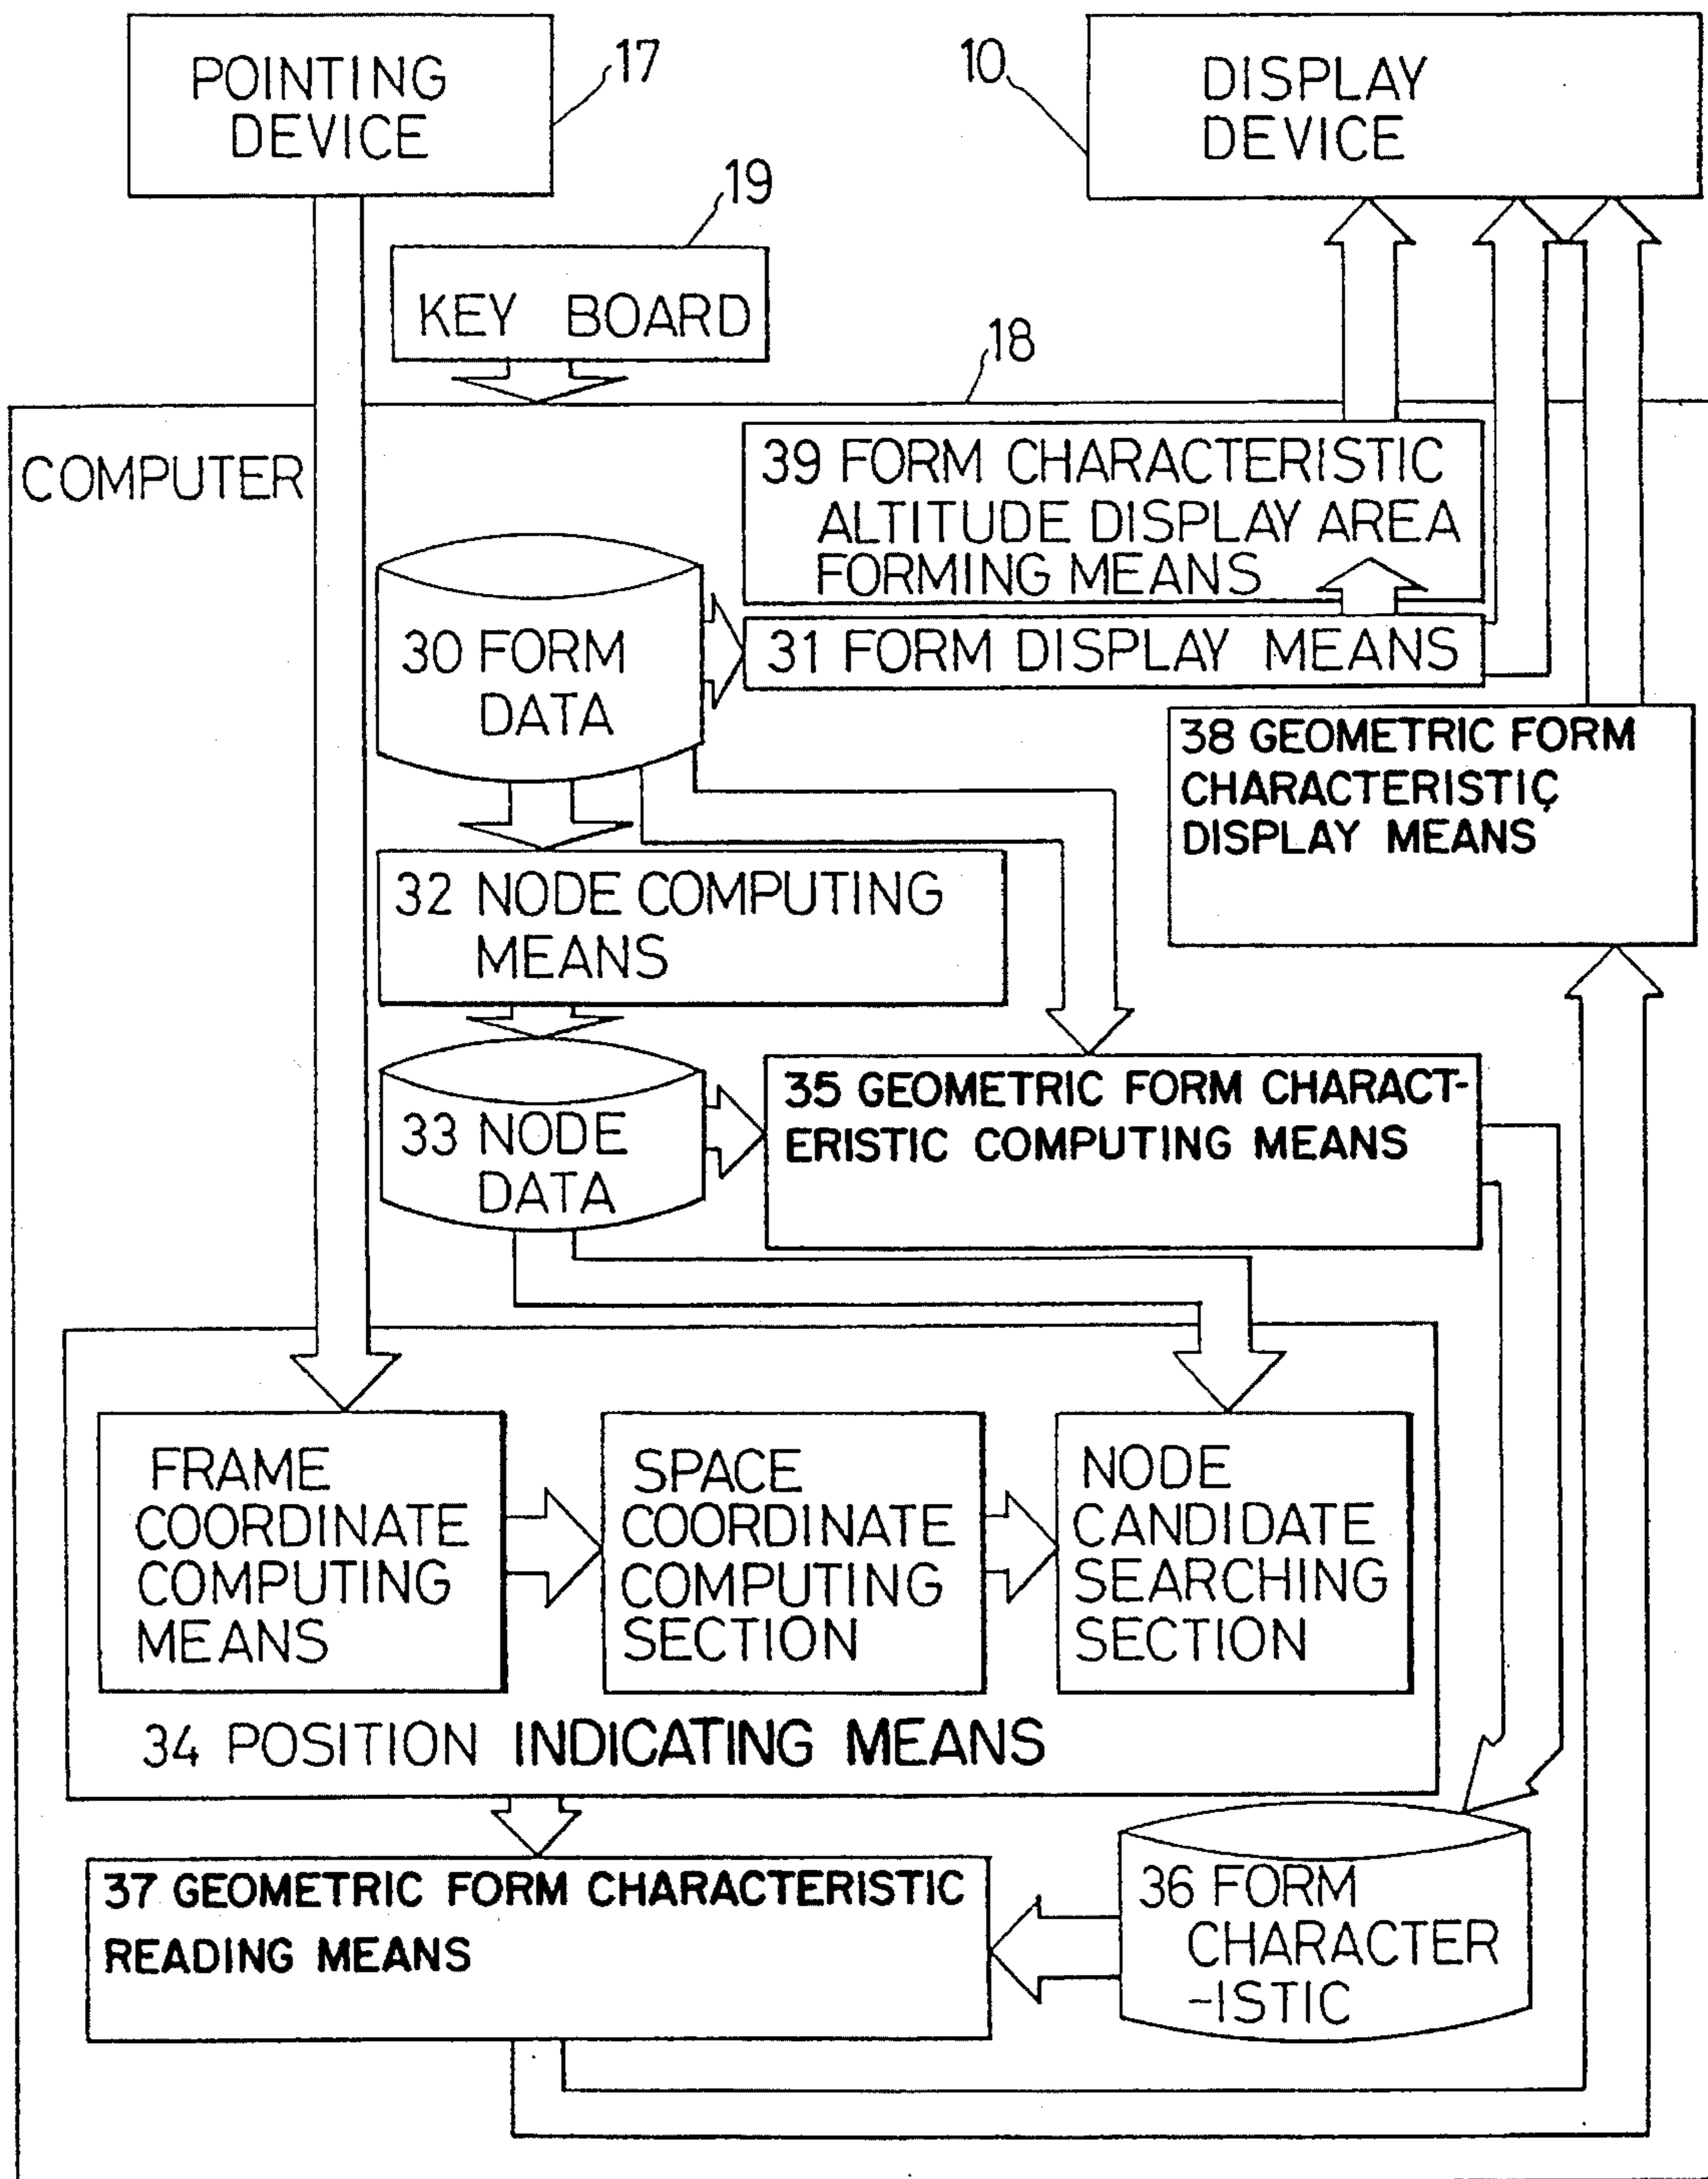 POINTING
DEVICE
17
10
DISPLAY
DEVICE
19
KEY BOARD
18
COMPUTER
39 FORM CHARACTERISTIC
ALTITUDE DISPLAY AREA
FORMING MEANS
30 FORM
DATA
31 FORM DISPLAY MEANS
38 GEOMETRIC FORM
CHARACTERISTIC
DISPLAY MEANS
32 NODE COMPUTING
MEANS
33 NODE
DATA
35 GEOMETRIC FORM CHARACT-
ERISTIC COMPUTING MEANS
FRAME
COORDINATE
COMPUTING
MEANS
SPACE
COORDINATE
COMPUTING
SECTION
NODE
CANDIDATE
SEARCHING
SECTION
34 POSITION INDICATING MEANS
37 GEOMETRIC FORM CHARACTERISTIC
READING MEANS
36 FORM
CHARACTER
-ISTIC